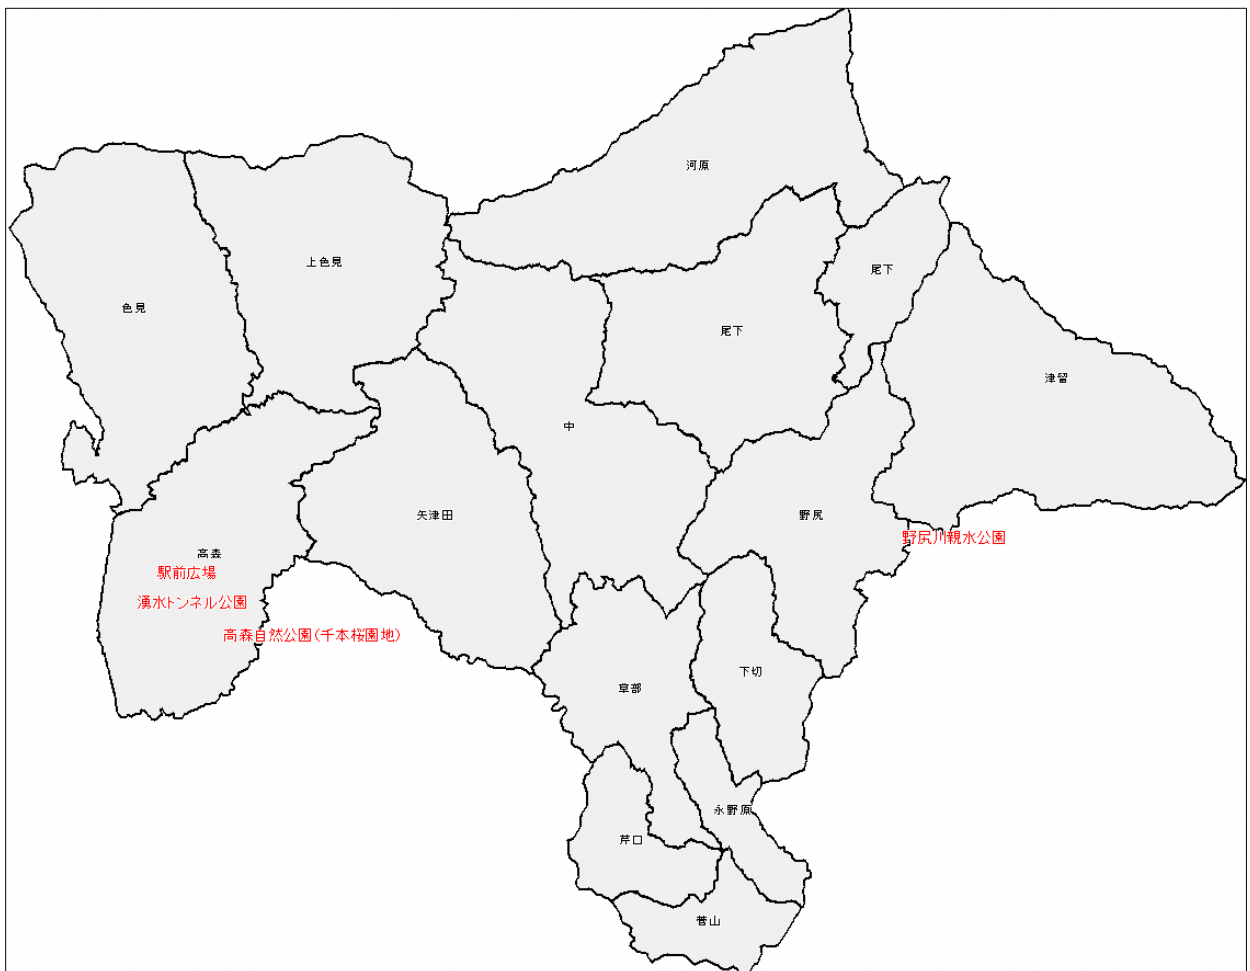 河原
上色見
尾下
色見
尾下
津留
中
矢津田
野尻
野尻川親水公園
高森
駅前広場
湧水トンネル公園
高森自然公園(千本桜園地)
下切
草部
永野原
芹口
菅山